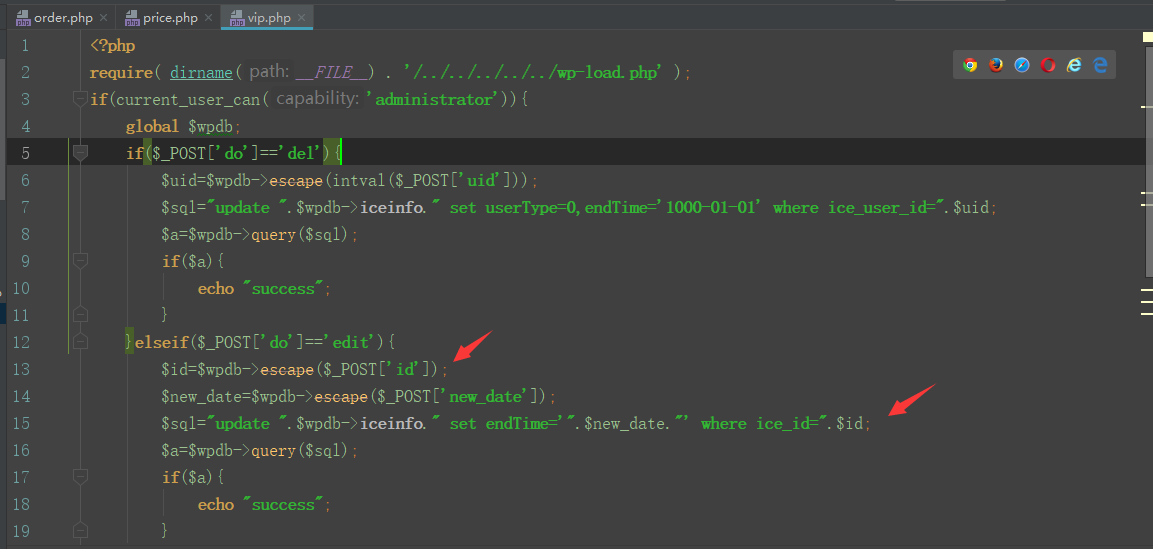 order.php × price.php × vip.php ×
1 <?php
2 require( dirname( path: __FILE__) . '/../../../../../wp-load.php' );
3 if(current_user_can( capability: 'administrator')){
4 global $wpdb;
5 if($_POST['do']=='del'){
6 $uid=$wpdb->escape(intval($_POST['uid']));
7 $sql="update ".$wpdb->iceinfo." set userType=0,endTime='1000-01-01' where ice_user_id=".$uid;
8 $a=$wpdb->query($sql);
9 if($a){
10 echo "success";
11 }
12 }elseif($_POST['do']=='edit'){
13 $id=$wpdb->escape($_POST['id']);
14 $new_date=$wpdb->escape($_POST['new_date']);
15 $sql="update ".$wpdb->iceinfo." set endTime='".$new_date."' where ice_id=".$id;
16 $a=$wpdb->query($sql);
17 if($a){
18 echo "success";
19 }